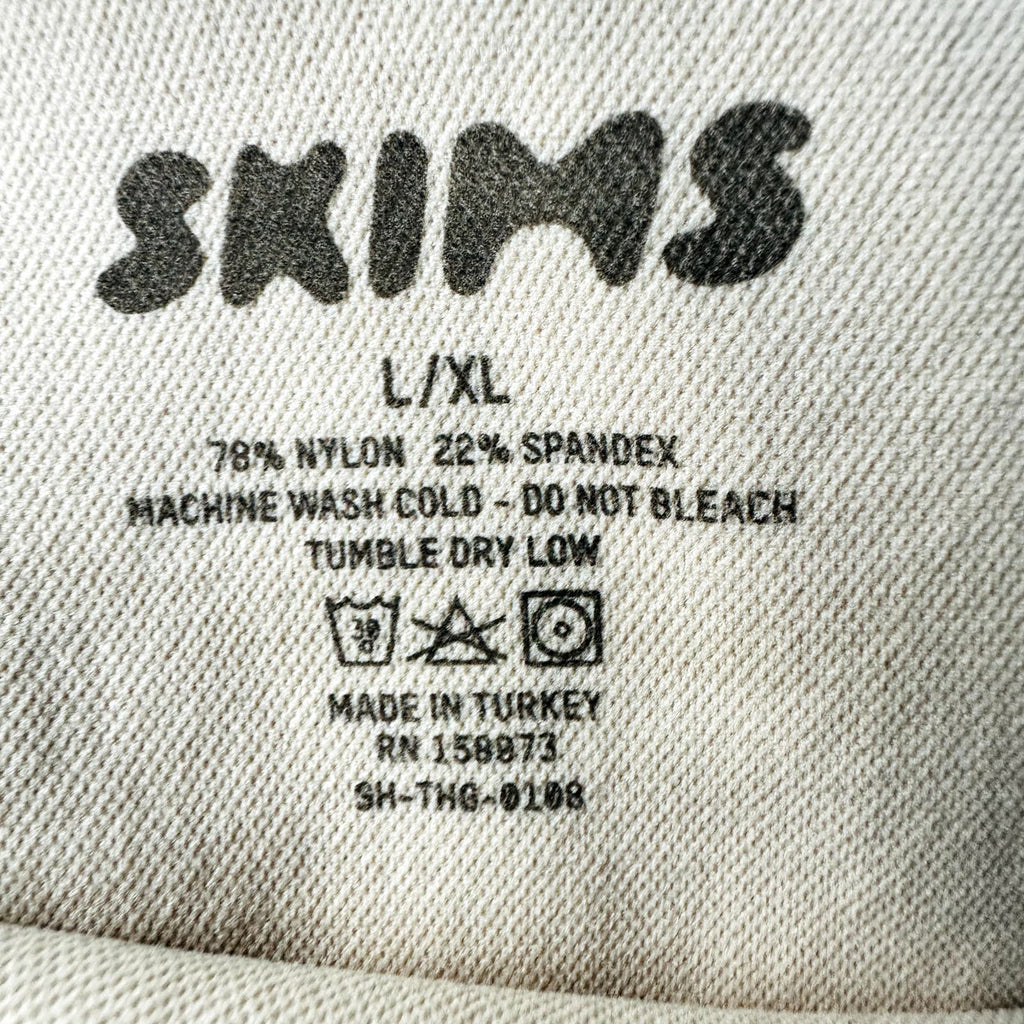 SKIMS
L/XL
78% NYLON 22% SPANDEX
MACHINE WASH COLD - DO NOT BLEACH
TUMBLE DRY LOW
MADE IN TURKEY
RN
SH-THG-0108